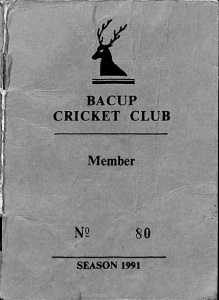 BACUP
CRICKET CLUB
Member
Nº 80
SEASON 1991